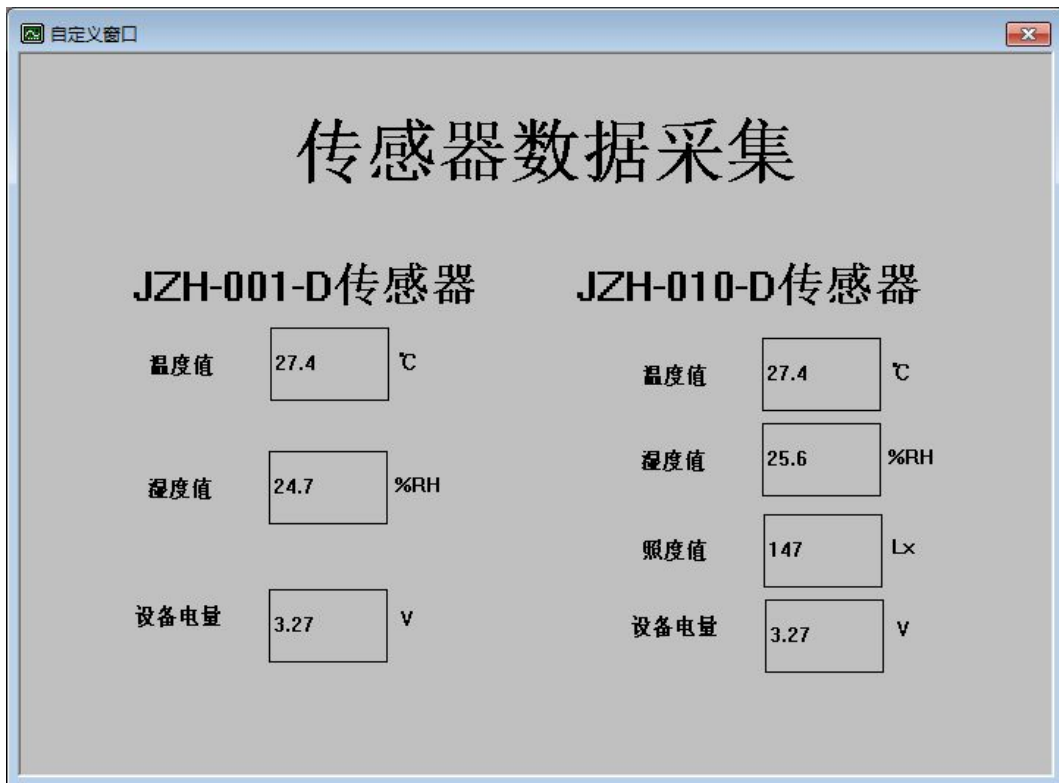 自定义窗口
传感器数据采集
JZH-001-D传感器
温度值 27.4 ℃
湿度值 24.7 %RH
设备电量 3.27 V
JZH-010-D传感器
温度值 27.4 ℃
湿度值 25.6 %RH
照度值 147 Lx
设备电量 3.27 V